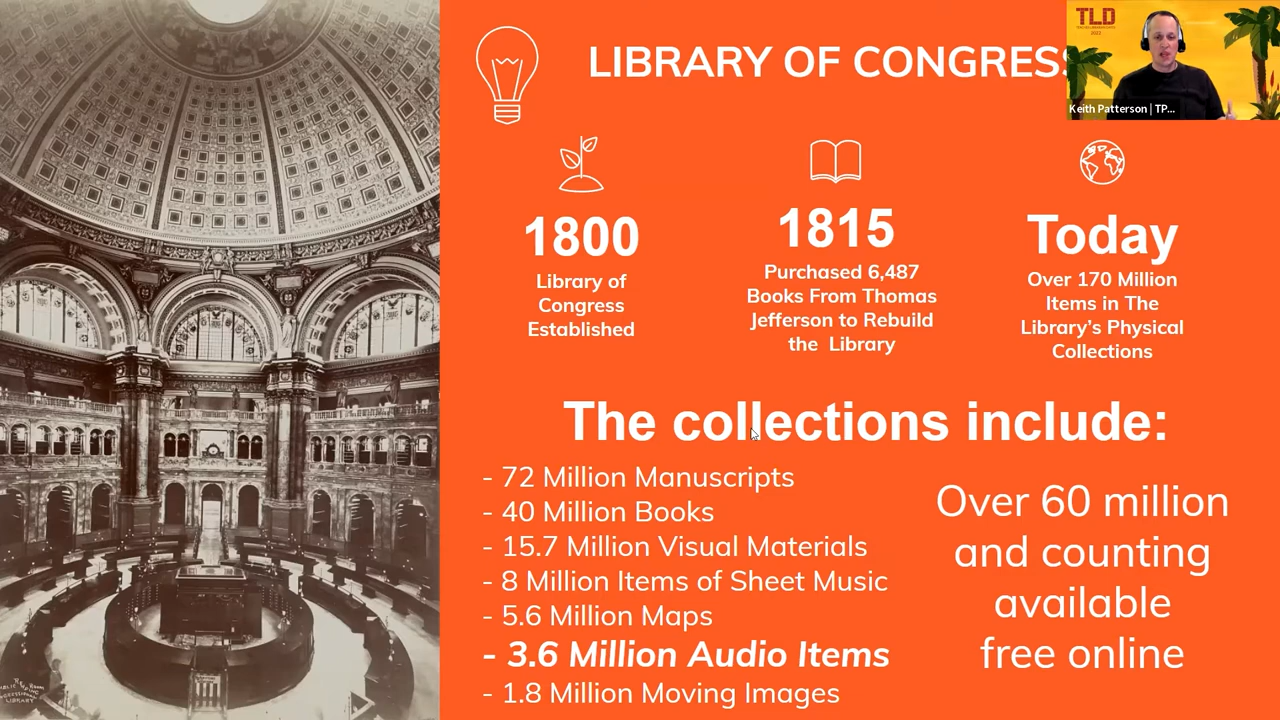 LIBRARY OF CONGRESS
TLD
2023
Keith Patterson | TP...
1800
Library of
Congress
Established
1815
Purchased 6,487
Books From Thomas
Jefferson to Rebuild
the Library
Today
Over 170 Million
Items in The
Library's Physical
Collections
The collections include:
- 72 Million Manuscripts
- 40 Million Books
- 15.7 Million Visual Materials
- 8 Million Items of Sheet Music
- 5.6 Million Maps
- 3.6 Million Audio Items
- 1.8 Million Moving Images
Over 60 million
and counting
available
free online
LIBRARY